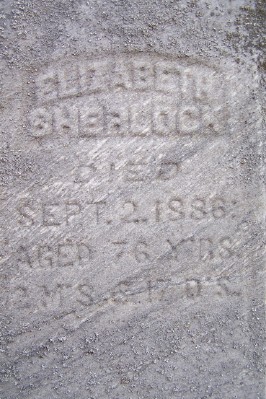 ELIZABETH
SHERLOCK
DIED
SEPT. 2. 1886
AGED 76 Y'RS.
2 M'S. & 17 D'S.